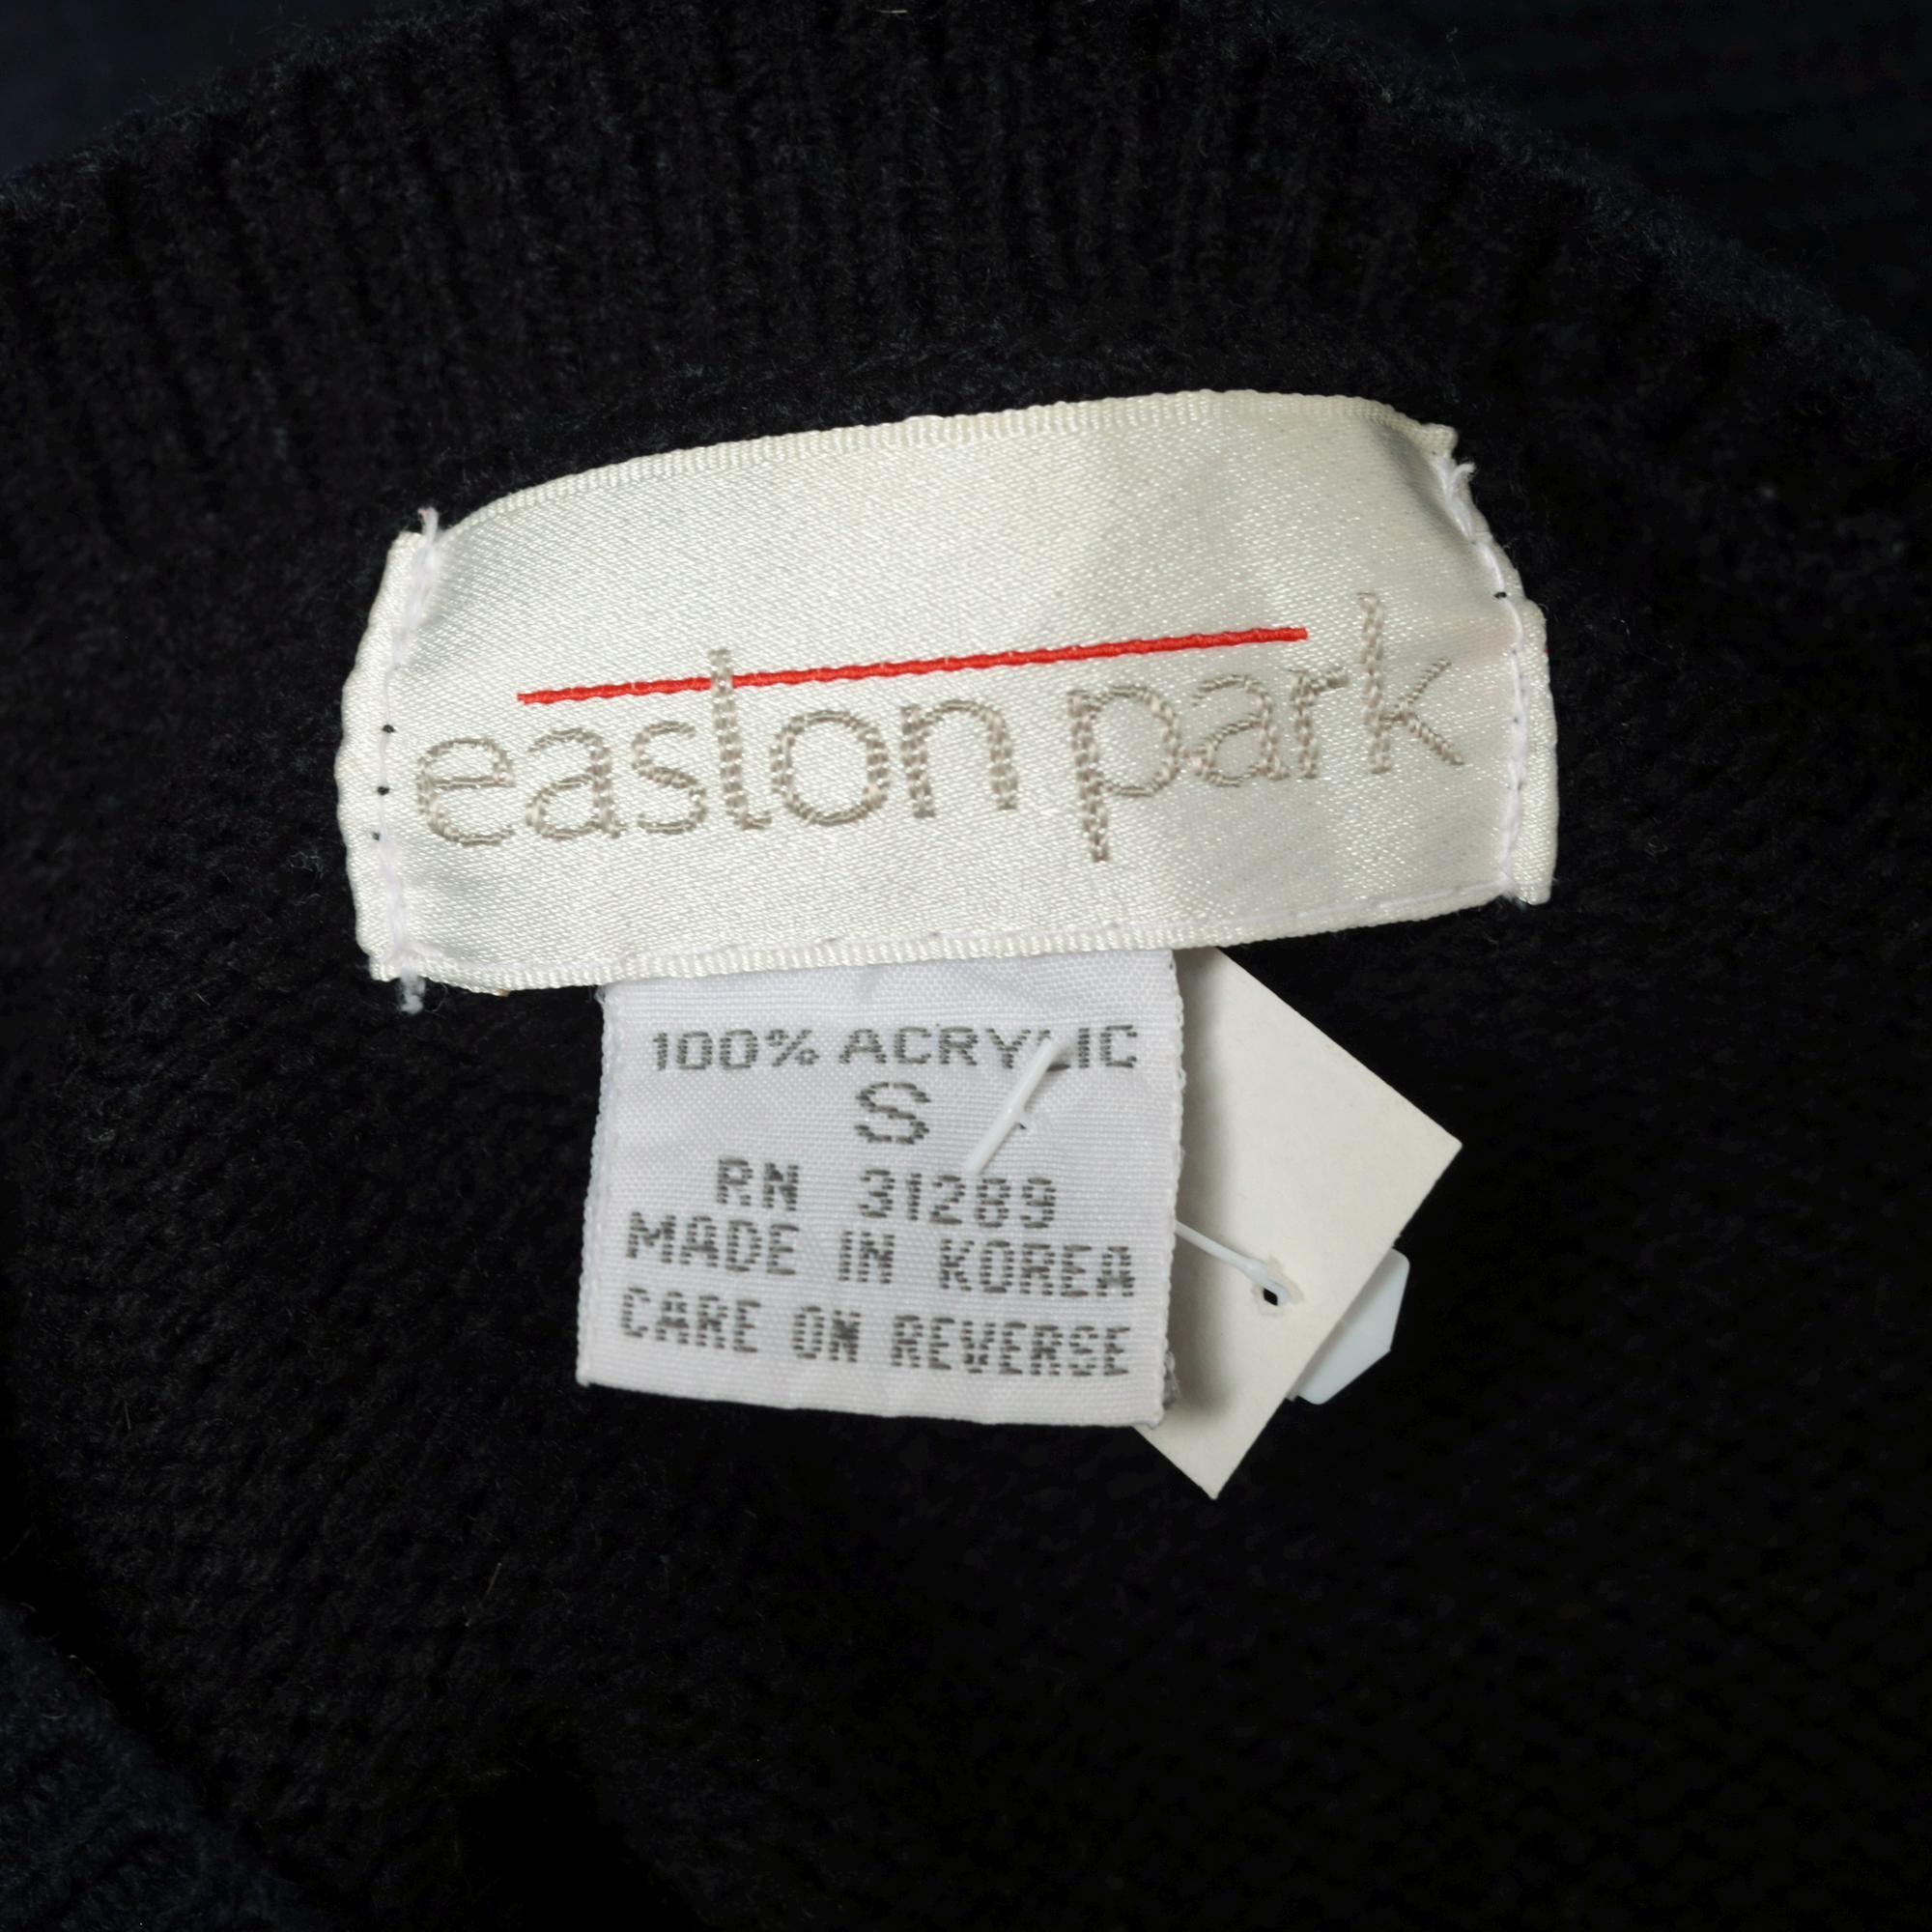 easton park
100% ACRYLIC
S
RN 31289
MADE IN KOREA
CARE ON REVERSE